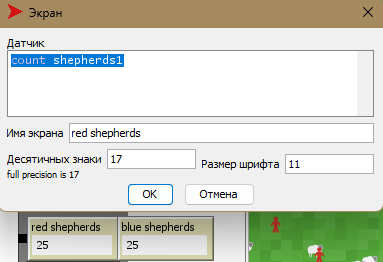 Экран
Датчик
count shepherds1
Имя экрана red shepherds
Десятичных знаки 17 Размер шрифта 11
full precision is 17
OK Отмена
red shepherds blue shepherds
25 25